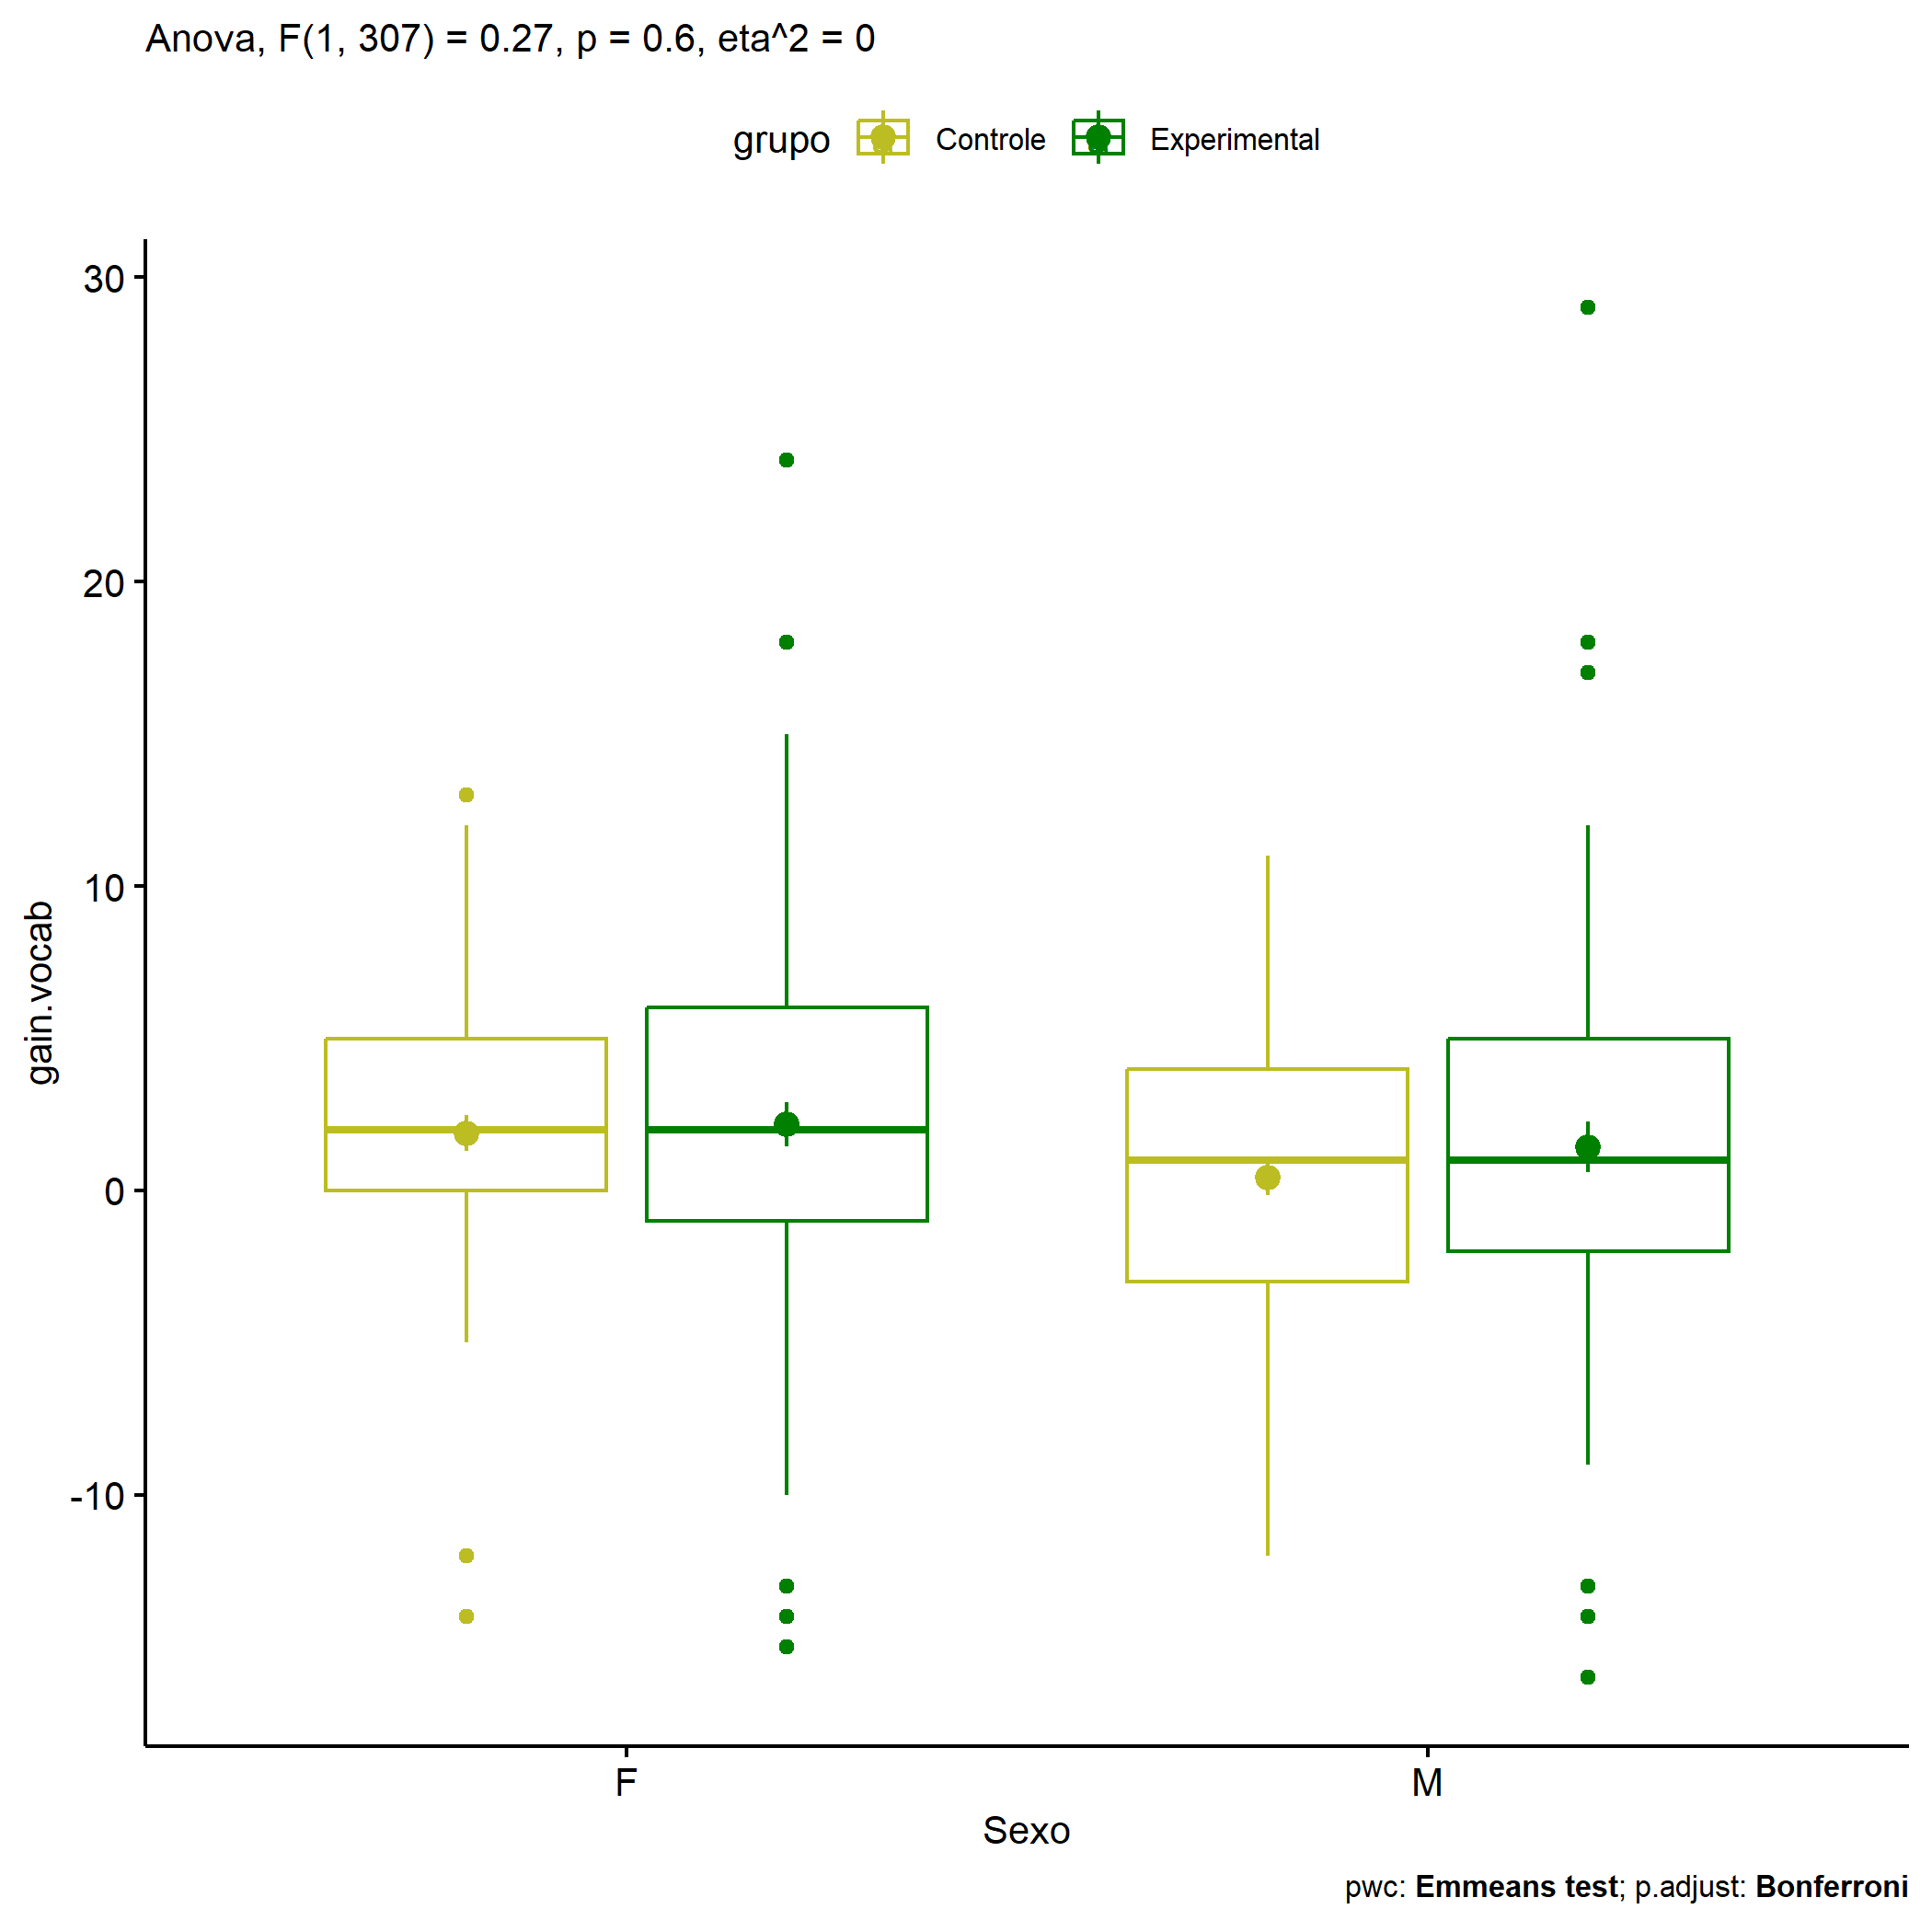 Anova, F(1, 307) = 0.27, p = 0.6, eta^2 = 0
grupo Controle Experimental
30
20
10
0
-10
gain.vocab
F M
Sexo
pwc: Emmeans test; p.adjust: Bonferroni